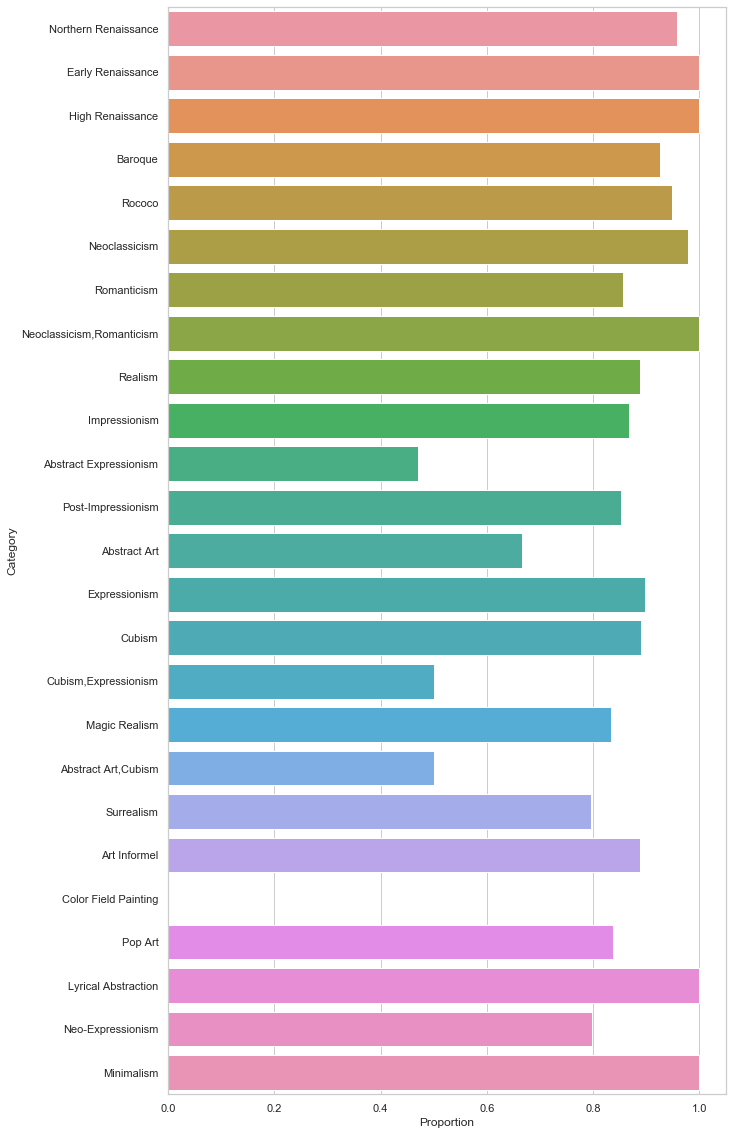 Northern Renaissance
Early Renaissance
High Renaissance
Baroque
Rococo
Neoclassicism
Romanticism
Neoclassicism,Romanticism
Realism
Impressionism
Abstract Expressionism
Post-Impressionism
Abstract Art
Expressionism
Cubism
Cubism,Expressionism
Magic Realism
Abstract Art,Cubism
Surrealism
Art Informel
Color Field Painting
Pop Art
Lyrical Abstraction
Neo-Expressionism
Minimalism
Category
0.0 0.2 0.4 0.6 0.8 1.0
Proportion